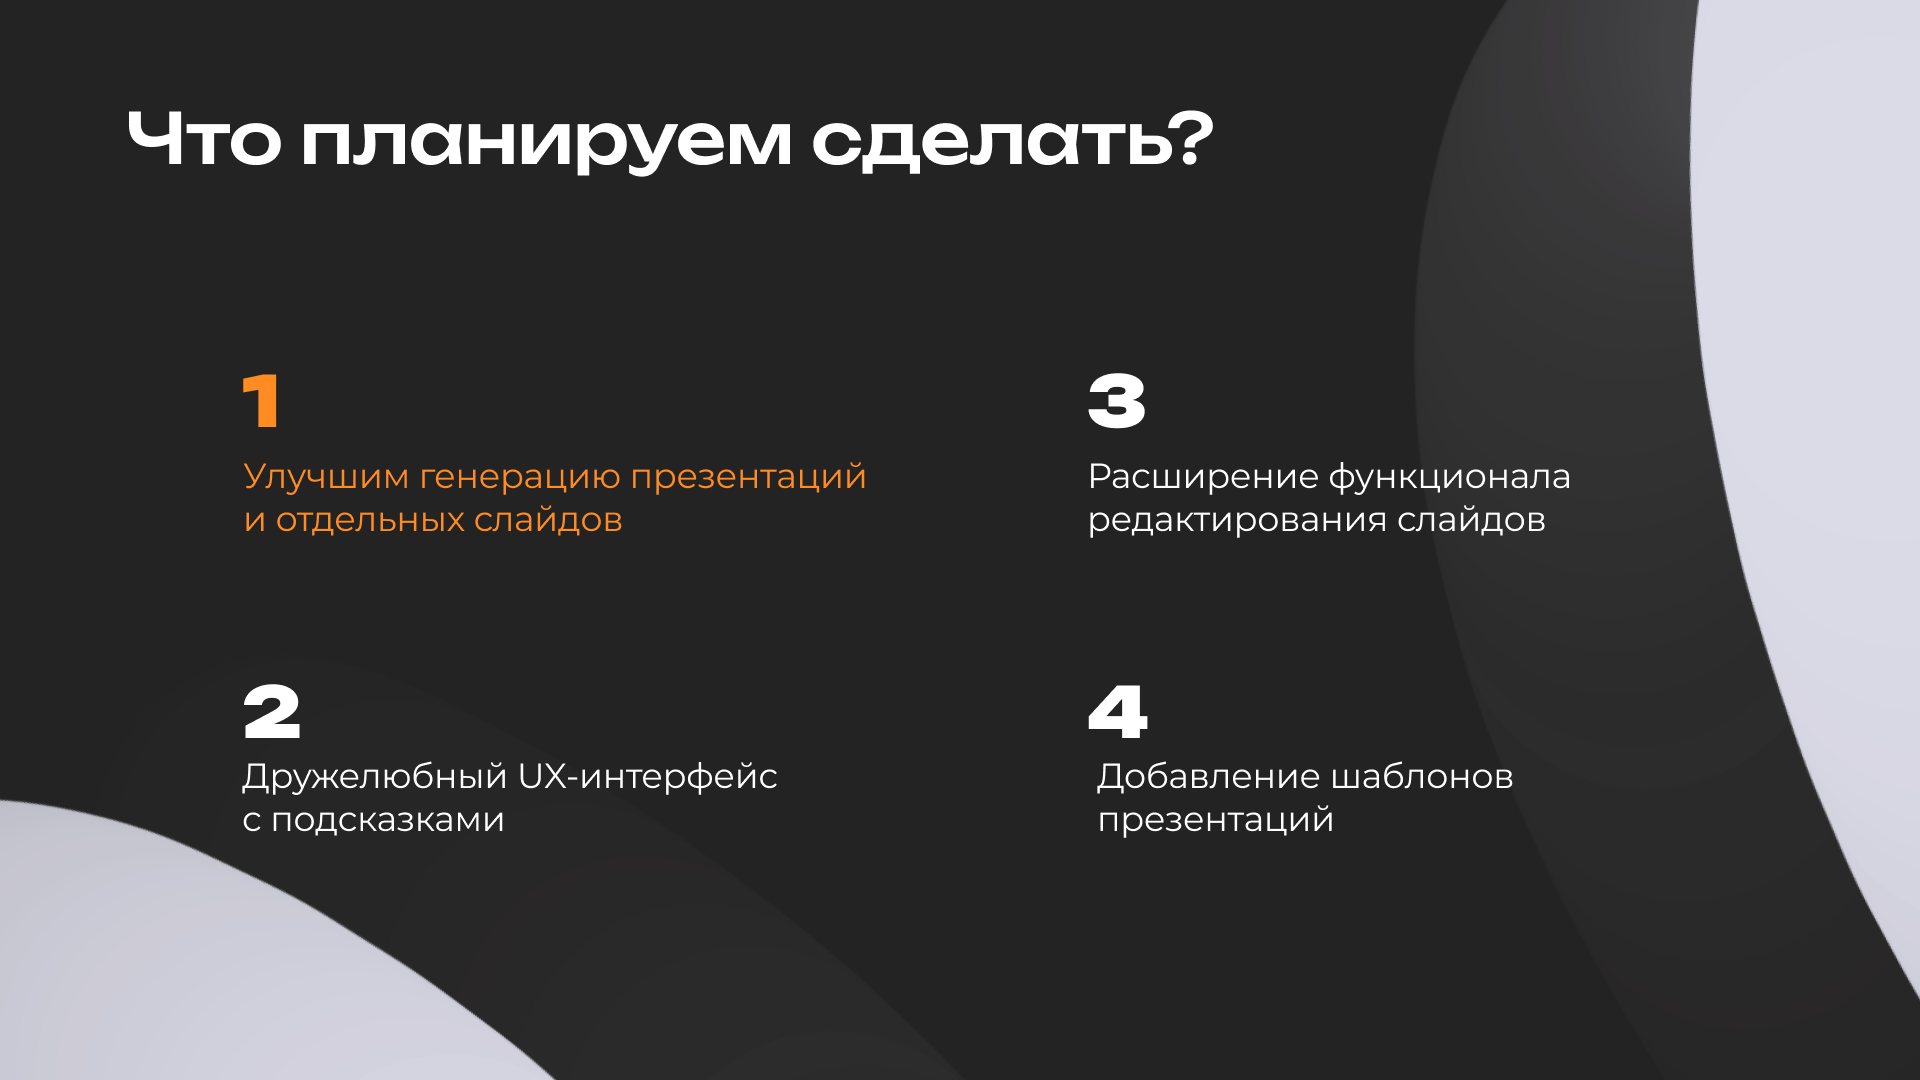 Что планируем сделать?
1
Улучшим генерацию презентаций
и отдельных слайдов
2
Дружелюбный UX-интерфейс
с подсказками
3
Расширение функционала
редактирования слайдов
4
Добавление шаблонов
презентаций